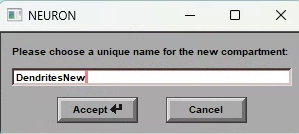 NEURON
Please choose a unique name for the new compartment:
DendritesNew
Accept Cancel